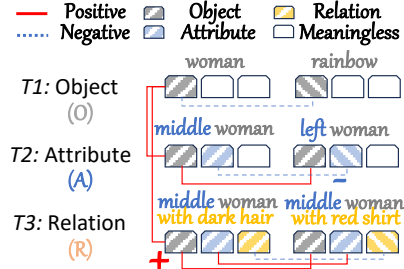 Positive Object Relation
Negative Attribute Meaningless
woman rainbow
T1: Object
(O)
middle woman left woman
T2: Attribute
(A)
–
middle woman middle woman
with dark hair with red shirt
T3: Relation
(R)
+